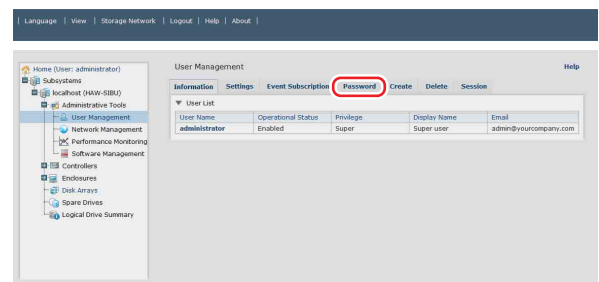 | Language | View | Storage Network | Logout | Help | About |
Home (User: administrator)
Subsystems
localhost (HAW-SIBU)
Administrative Tools
User Management
Network Management
Performance Monitoring
Software Management
Controllers
Enclosures
Disk Arrays
Spare Drives
Logical Drive Summary
User Management Help
Information Settings Event Subscription Password Create Delete Session
▼ User List
User Name Operational Status Privilege Display Name Email
administrator Enabled Super Super user admin@yourcompany.com